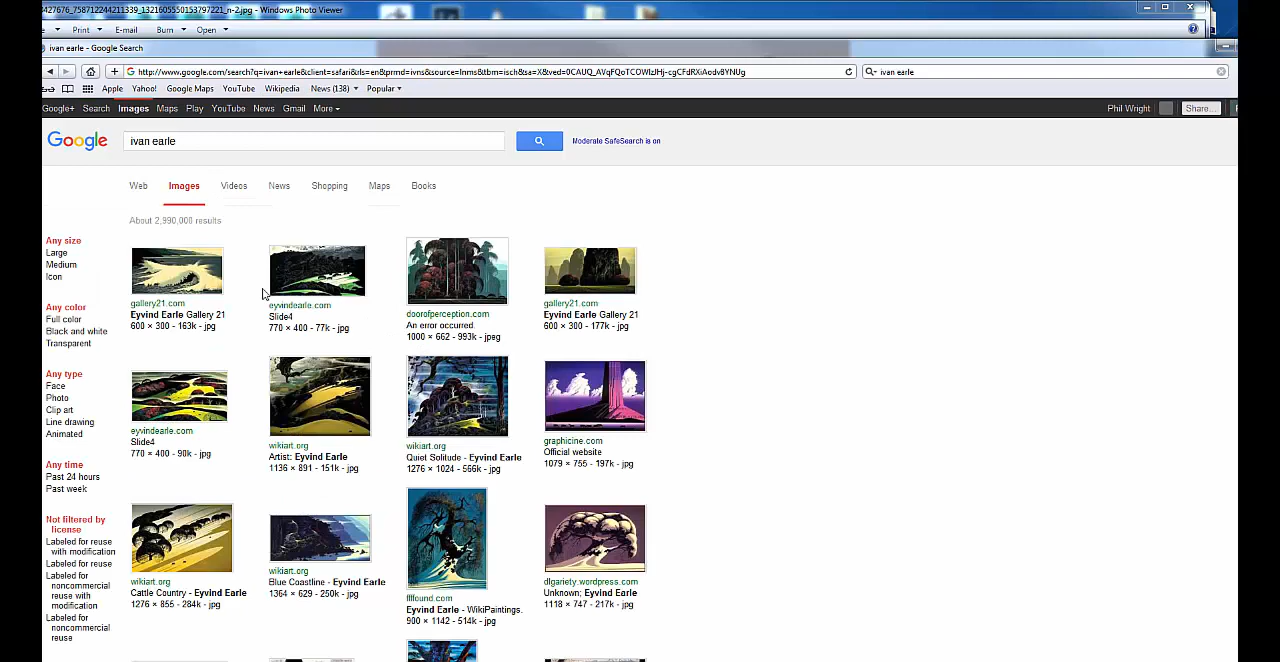 8427676_758712244211339_1321605550153797221_n-2.jpg - Windows Photo Viewer
Print E-mail Burn Open
ivan earle - Google Search
ivan earle
Apple Yahoo! Google Maps YouTube Wikipedia News (138) Popular
Google+ Search Images Maps Play YouTube News Gmail More
Phil Wright Share...
Google ivan earle Moderate SafeSearch is on
Web Images Videos News Shopping Maps Books
About 2,990,000 results
Any size
Large
Medium
Icon
Any color
Full color
Black and white
Transparent
Any type
Face
Photo
Clip art
Line drawing
Animated
Any time
Past 24 hours
Past week
Not filtered by
license
Labeled for reuse
with modification
Labeled for reuse
Labeled for
noncommercial
reuse with
modification
Labeled for
noncommercial
reuse
gallery21.com
Eyvind Earle Gallery 21
600 × 300 - 163k - jpg
eyvindearle.com
Slide4
770 × 400 - 77k - jpg
doorofperception.com
An error occurred.
1000 × 662 - 993k - jpeg
gallery21.com
Eyvind Earle Gallery 21
600 × 300 - 177k - jpg
eyvindearle.com
Slide4
770 × 400 - 90k - jpg
wikiart.org
Artist: Eyvind Earle
1136 × 891 - 151k - jpg
wikiart.org
Quiet Solitude - Eyvind Earle
1276 × 1024 - 566k - jpg
graphicine.com
Official website
1079 × 755 - 197k - jpg
wikiart.org
Cattle Country - Eyvind Earle
1276 × 855 - 284k - jpg
wikiart.org
Blue Coastline - Eyvind Earle
1364 × 629 - 250k - jpg
ffffound.com
Eyvind Earle - WikiPaintings.
900 × 1142 - 514k - jpg
dlgariety.wordpress.com
Unknown; Eyvind Earle
1118 × 747 - 217k - jpg